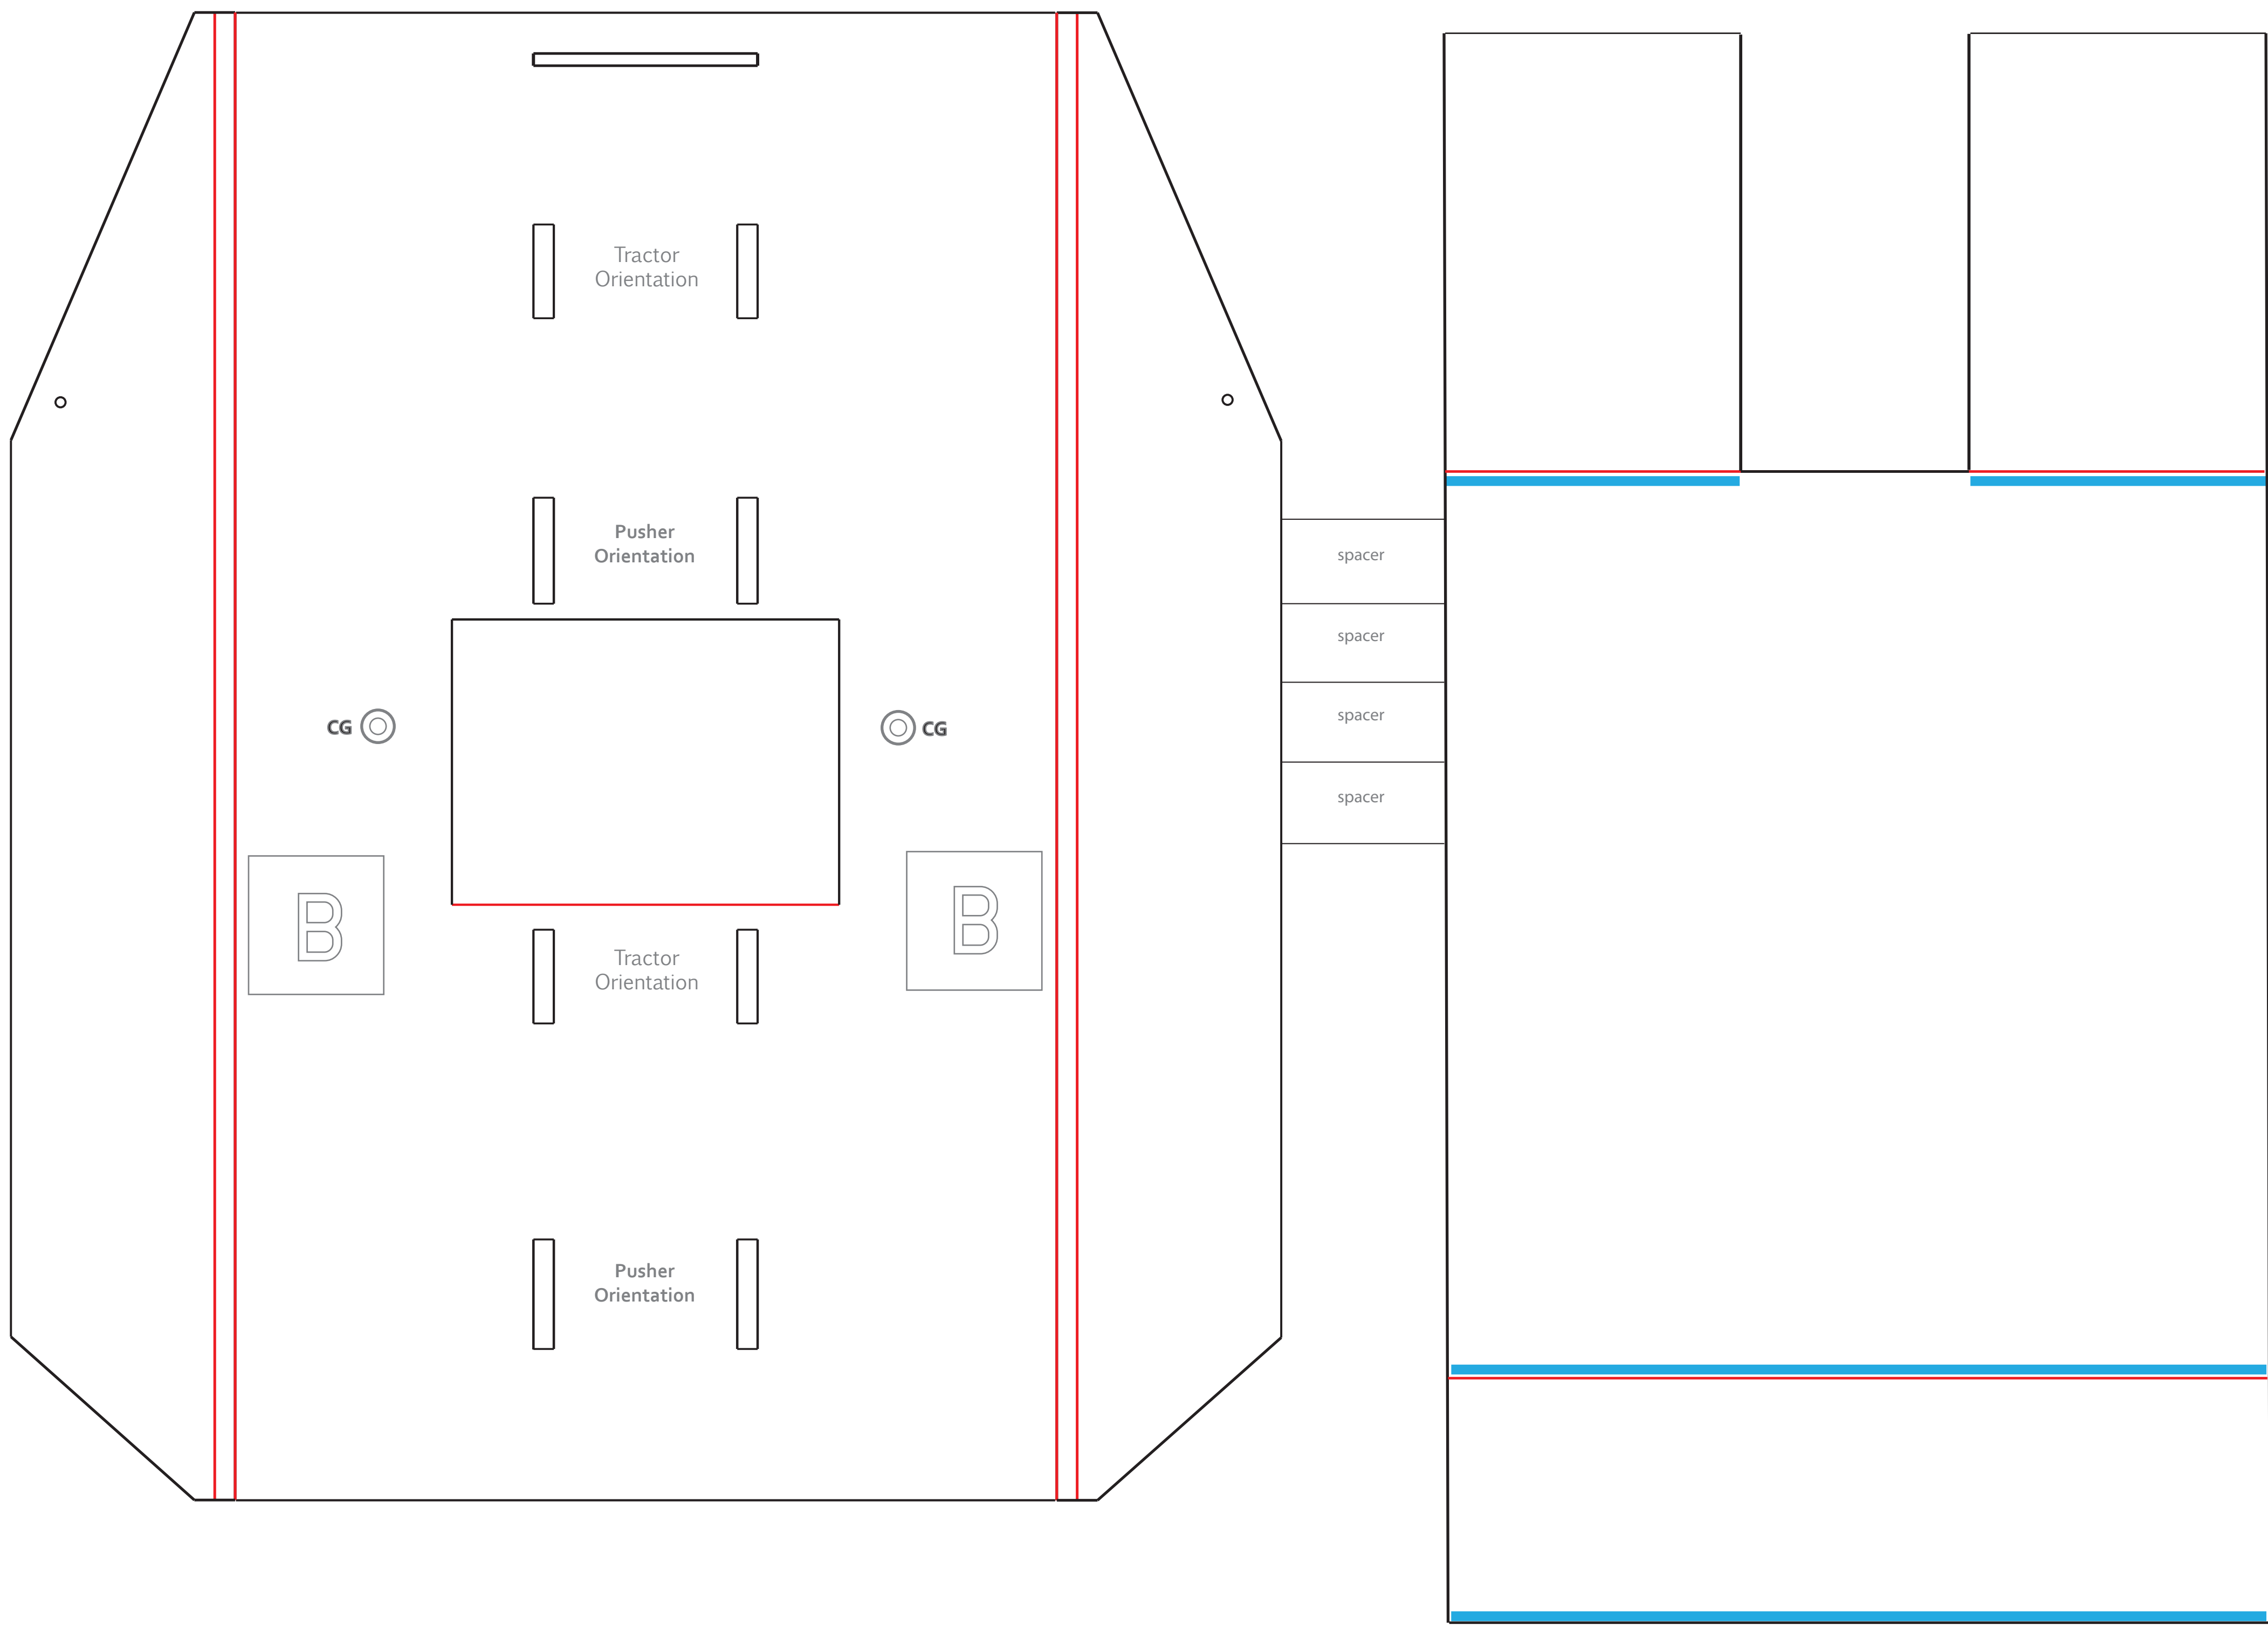 Tractor
Orientation
Pusher
Orientation
spacer
spacer
CG
CG
spacer
spacer
B
B
Tractor
Orientation
Pusher
Orientation